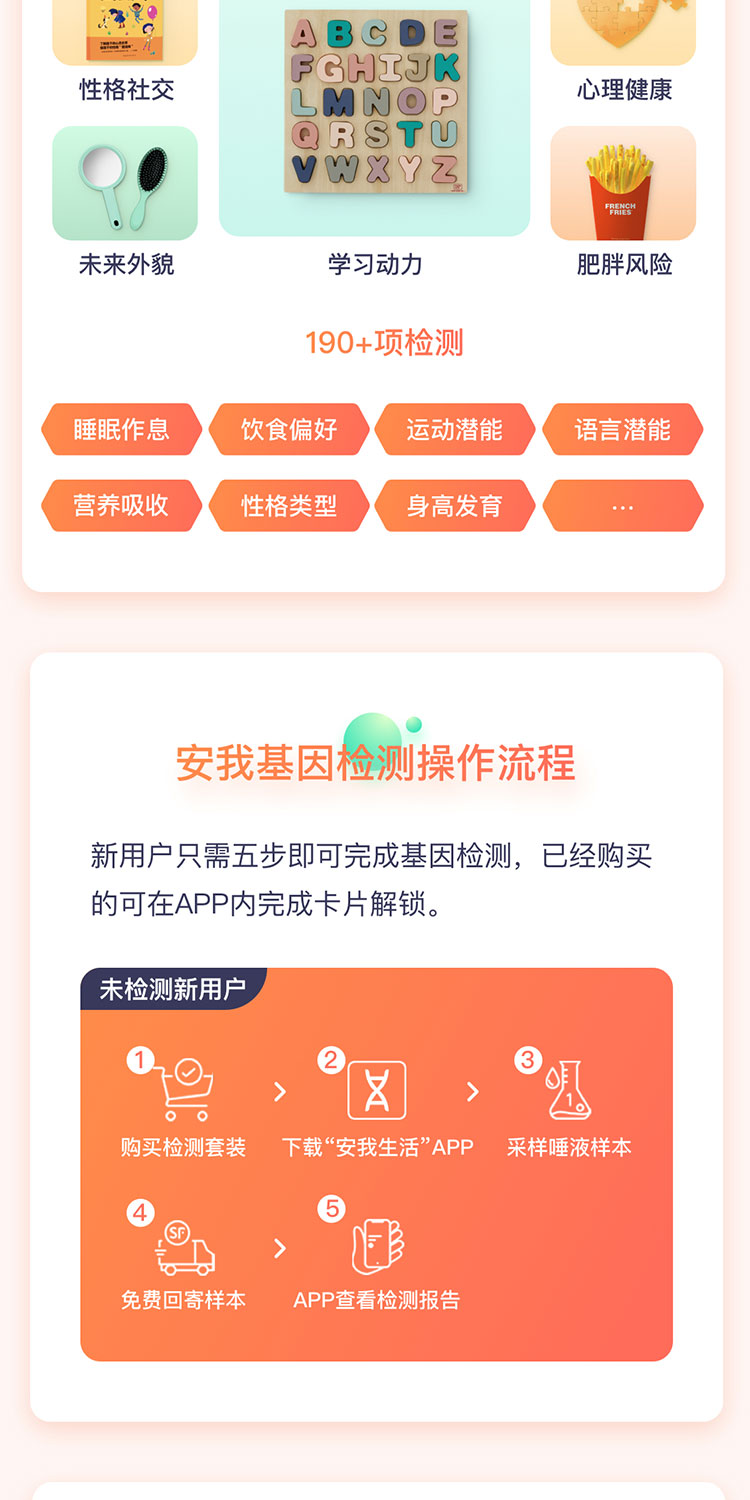 性格社交
心理健康
A B C D E
F G H I J K
L M N O P
Q R S T U
V W X Y Z
FRENCH
FRIES
未来外貌
学习动力
肥胖风险
190+项检测
睡眠作息
饮食偏好
运动潜能
语言潜能
营养吸收
性格类型
身高发育
...
安我基因检测操作流程
新用户只需五步即可完成基因检测，已经购买
的可在APP内完成卡片解锁。
未检测新用户
1
2
3
1
购买检测套装
下载“安我生活”APP
采样唾液样本
4
5
SF
免费回寄样本
APP查看检测报告